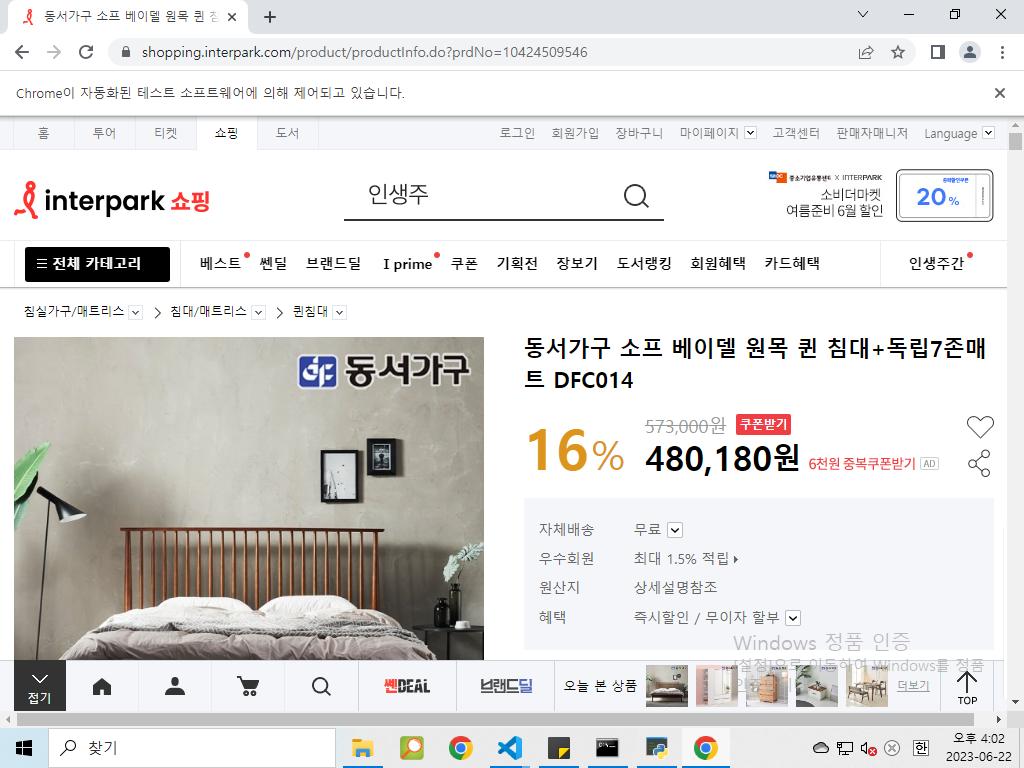 동서가구 소프 베이델 원목 퀸 침
shopping.interpark.com/product/productInfo.do?prdNo=10424509546
Chrome이 자동화된 테스트 소프트웨어에 의해 제어되고 있습니다.
홈 투어 티켓 쇼핑 도서 로그인 회원가입 장바구니 마이페이지 고객센터 판매자매니저 Language
interpark 쇼핑 인생주
중소기업유통센터 X INTERPARK
소비더마켓
여름준비 6월 할인
20%
전체 카테고리 베스트 쎈딜 브랜드딜 I prime 쿠폰 기획전 장보기 도서랭킹 회원혜택 카드혜택 인생주간
침실가구/매트리스 > 침대/매트리스 > 퀸침대
동서가구
동서가구 소프 베이델 원목 퀸 침대+독립7존매
트 DFC014
16%
573,000원 쿠폰받기
480,180원 6천원 중복쿠폰받기 AD
자체배송 무료
우수회원 최대 1.5% 적립
원산지 상세설명참조
혜택 즉시할인 / 무이자 할부
Windows 정품 인증
[설정]으로 이동하여 Windows를 정품
접기 쎈DEAL 브랜드딜 오늘 본 상품 더보기 TOP
찾기
오후 4:02
한
2023-06-22